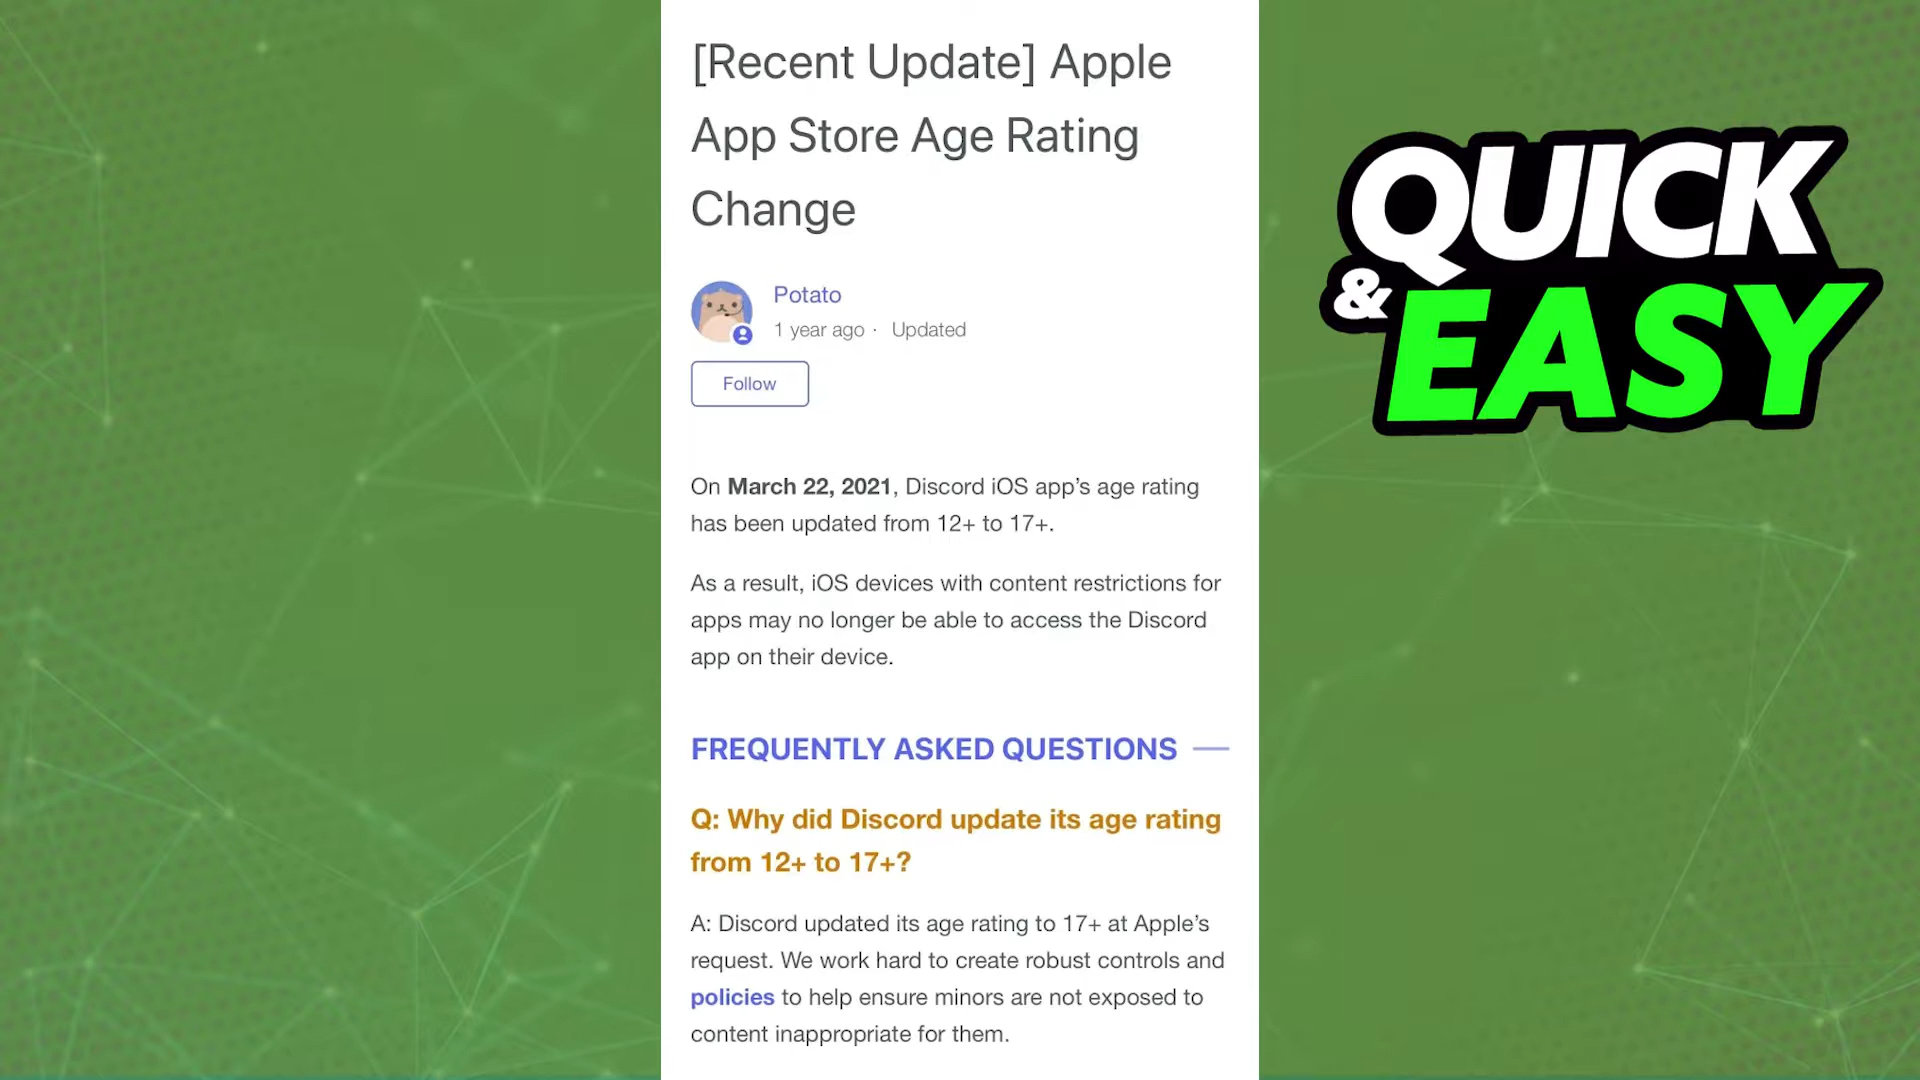 [Recent Update] Apple
App Store Age Rating
Change
Potato
1 year ago · Updated
Follow
On March 22, 2021, Discord iOS app’s age rating
has been updated from 12+ to 17+.
As a result, iOS devices with content restrictions for
apps may no longer be able to access the Discord
app on their device.
FREQUENTLY ASKED QUESTIONS
Q: Why did Discord update its age rating
from 12+ to 17+?
A: Discord updated its age rating to 17+ at Apple’s
request. We work hard to create robust controls and
policies to help ensure minors are not exposed to
content inappropriate for them.
QUICK
&
EASY